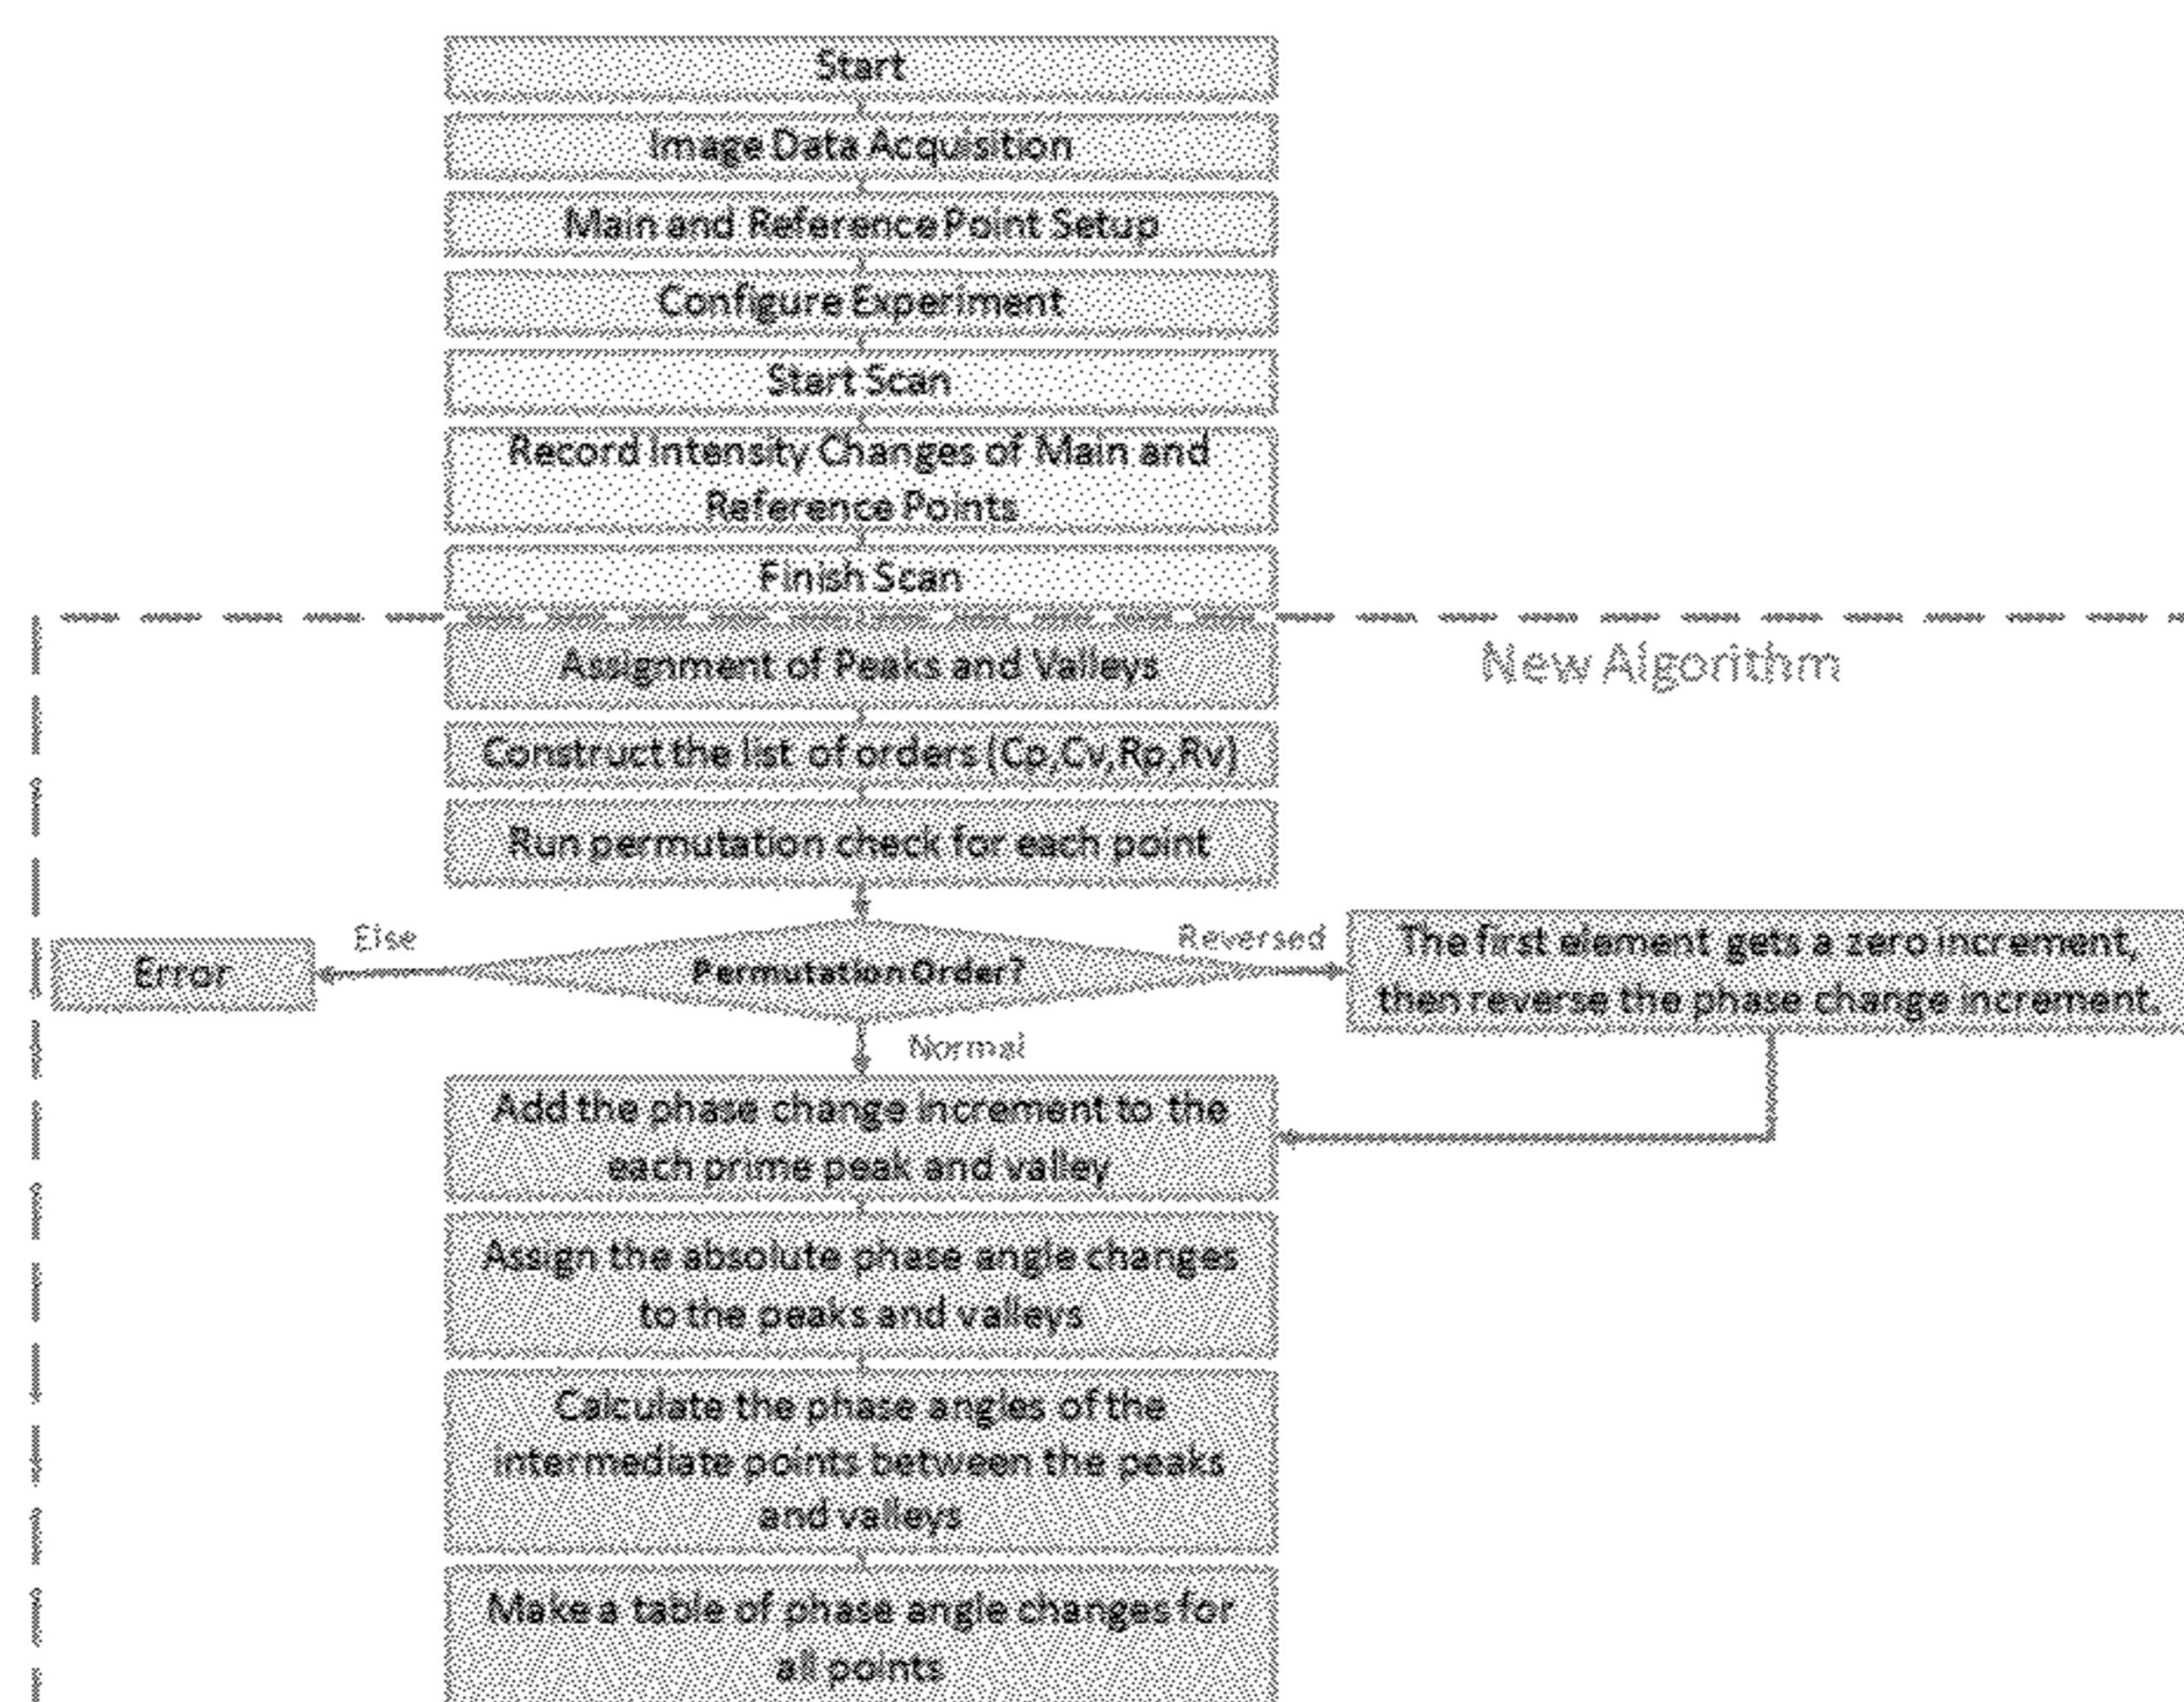 Start
Image Data Acquisition
Main and Reference Point Setup
Configure Experiment
Start Scan
Record Intensity Changes of Main and
Reference Points
Finish Scan
New Algorithm
Assignment of Peaks and Valleys
Construct the list of orders (Cp,Cv,Rp,Rv)
Run permutation check for each point
Else
Reversed
Error
Permutation Order?
The first element gets a zero increment,
then reverse the phase change increment.
Normal
Add the phase change increment to the
each prime peak and valley
Assign the absolute phase angle changes
to the peaks and valleys
Calculate the phase angles of the
intermediate points between the peaks
and valleys
Make a table of phase angle changes for
all points